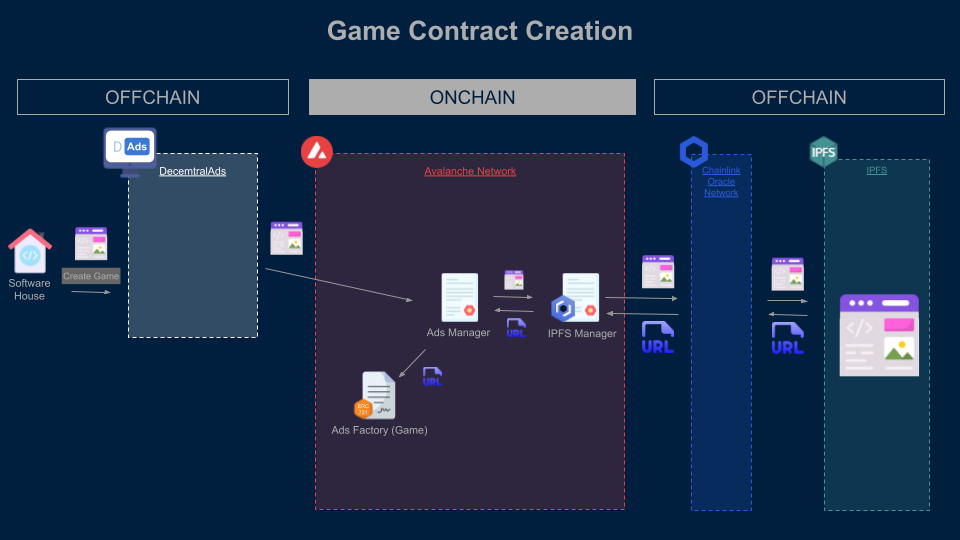 Game Contract Creation
OFFCHAIN
ONCHAIN
OFFCHAIN
D Ads
DecemtralAds
Avalanche Network
Chainlink
Oracle
Network
IPFS
IPFS
Software
House
Create Game
Ads Manager
IPFS Manager
URL
URL
URL
URL
ERC
721
Ads Factory (Game)